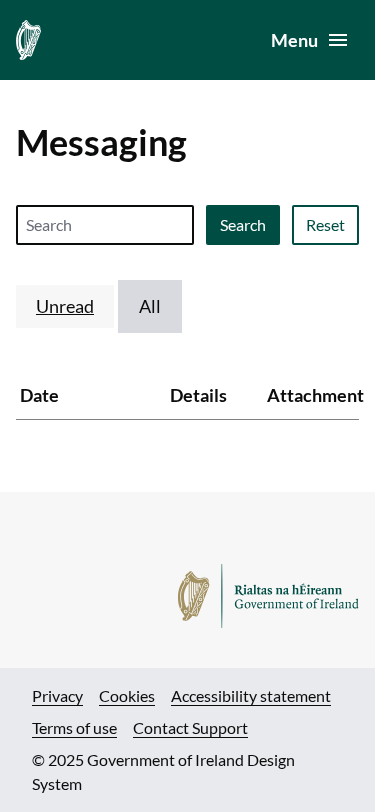 Menu
Messaging
Search Search Reset
Unread All
Date Details Attachment
Rialtas na hÉireann
Government of Ireland
Privacy Cookies Accessibility statement
Terms of use Contact Support
© 2025 Government of Ireland Design
System